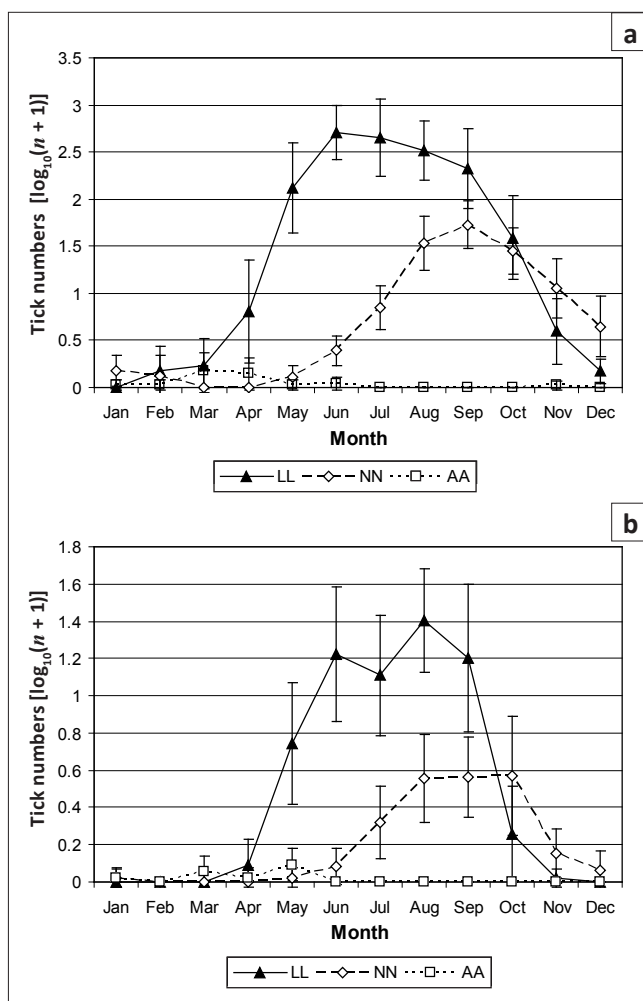 a
3.5
3
2.5
2
1.5
1
0.5
0
Tick numbers [log10(n + 1)]
Jan Feb Mar Apr May Jun Jul Aug Sep Oct Nov Dec
Month
LL NN AA
b
1.8
1.6
1.4
1.2
1
0.8
0.6
0.4
0.2
0
Tick numbers [log10(n + 1)]
Jan Feb Mar Apr May Jun Jul Aug Sep Oct Nov Dec
Month
LL NN AA